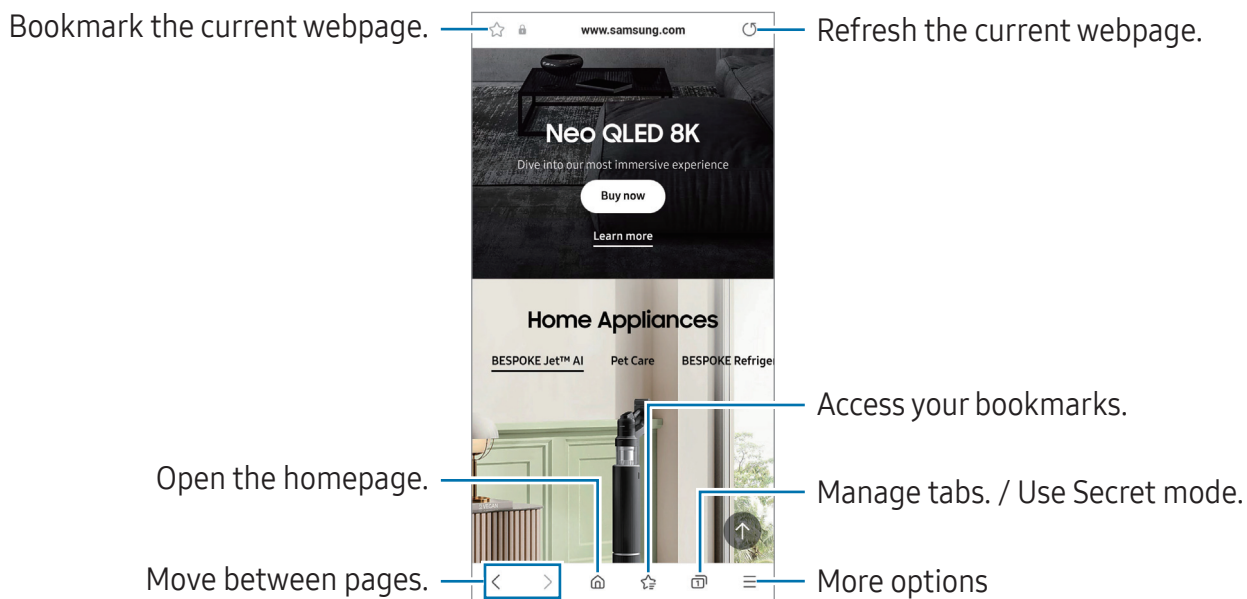 Bookmark the current webpage.
www.samsung.com
Refresh the current webpage.
Neo QLED 8K
Dive into our most immersive experience
Buy now
Learn more
Home Appliances
BESPOKE Jet™ AI Pet Care BESPOKE Refrige
Access your bookmarks.
Open the homepage.
Manage tabs. / Use Secret mode.
Move between pages.
1
More options